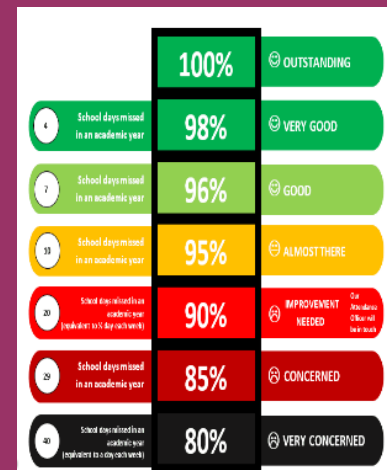 100%
OUTSTANDING
4
School days missed
in an academic year
98%
VERY GOOD
7
School days missed
in an academic year
96%
GOOD
10
School days missed
in an academic year
95%
ALMOST THERE
20
School days missed in an
academic year
(equivalent to ½ day each week)
90%
IMPROVEMENT
NEEDED
Our
Attendance
Officer will
be in touch
29
School days missed
in an academic year
85%
CONCERNED
40
School days missed in an
academic year
(equivalent to a day each week)
80%
VERY CONCERNED